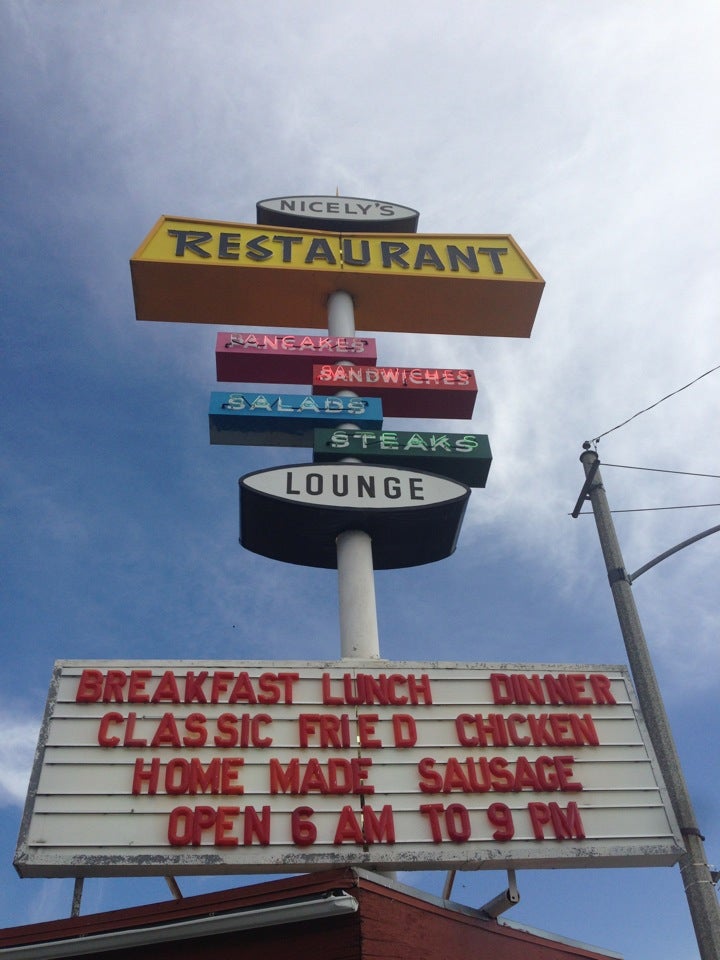 NICELY'S
RESTAURANT
PANCAKES
SANDWICHES
SALADS
STEAKS
LOUNGE
BREAKFAST LUNCH DINNER
CLASSIC FRIED CHICKEN
HOME MADE SAUSAGE
OPEN 6 AM TO 9 PM